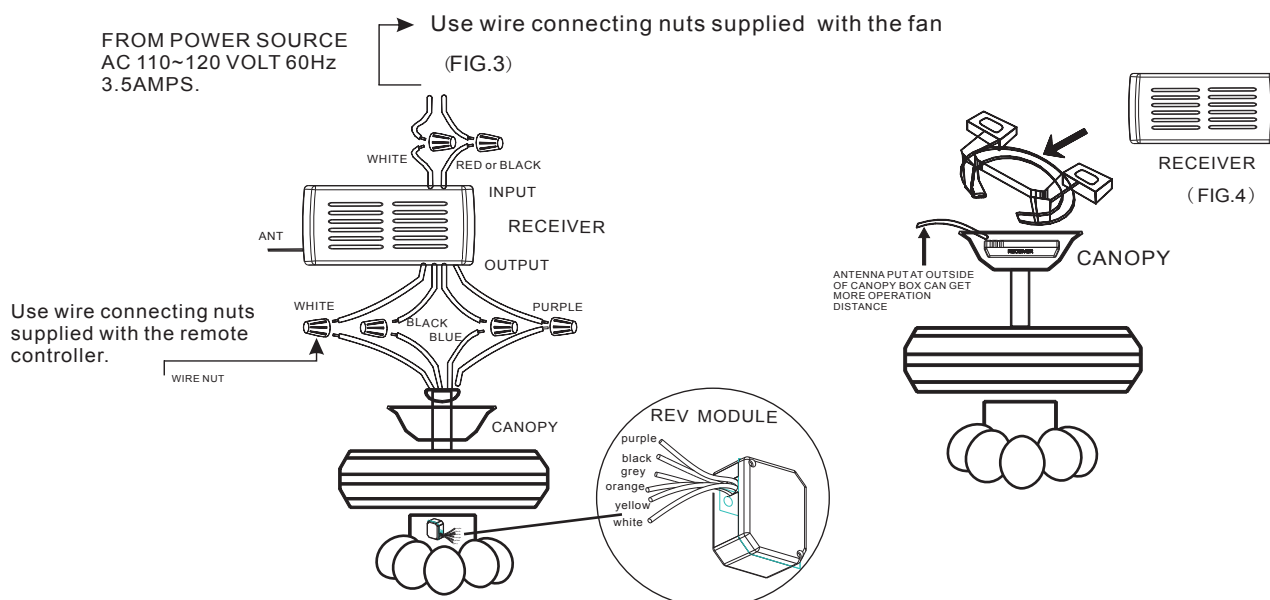 Use wire connecting nuts supplied with the fan
FROM POWER SOURCE
AC 110~120 VOLT 60Hz
3.5AMPS.
(FIG.3)
WHITE
RED or BLACK
INPUT
RECEIVER
ANT
OUTPUT
WHITE
BLACK
BLUE
PURPLE
Use wire connecting nuts
supplied with the remote
controller.
WIRE NUT
CANOPY
REV MODULE
purple
black
grey
orange
yellow
white
RECEIVER
(FIG.4)
RECEIVER
CANOPY
ANTENNA PUT AT OUTSIDE
OF CANOPY BOX CAN GET
MORE OPERATION
DISTANCE